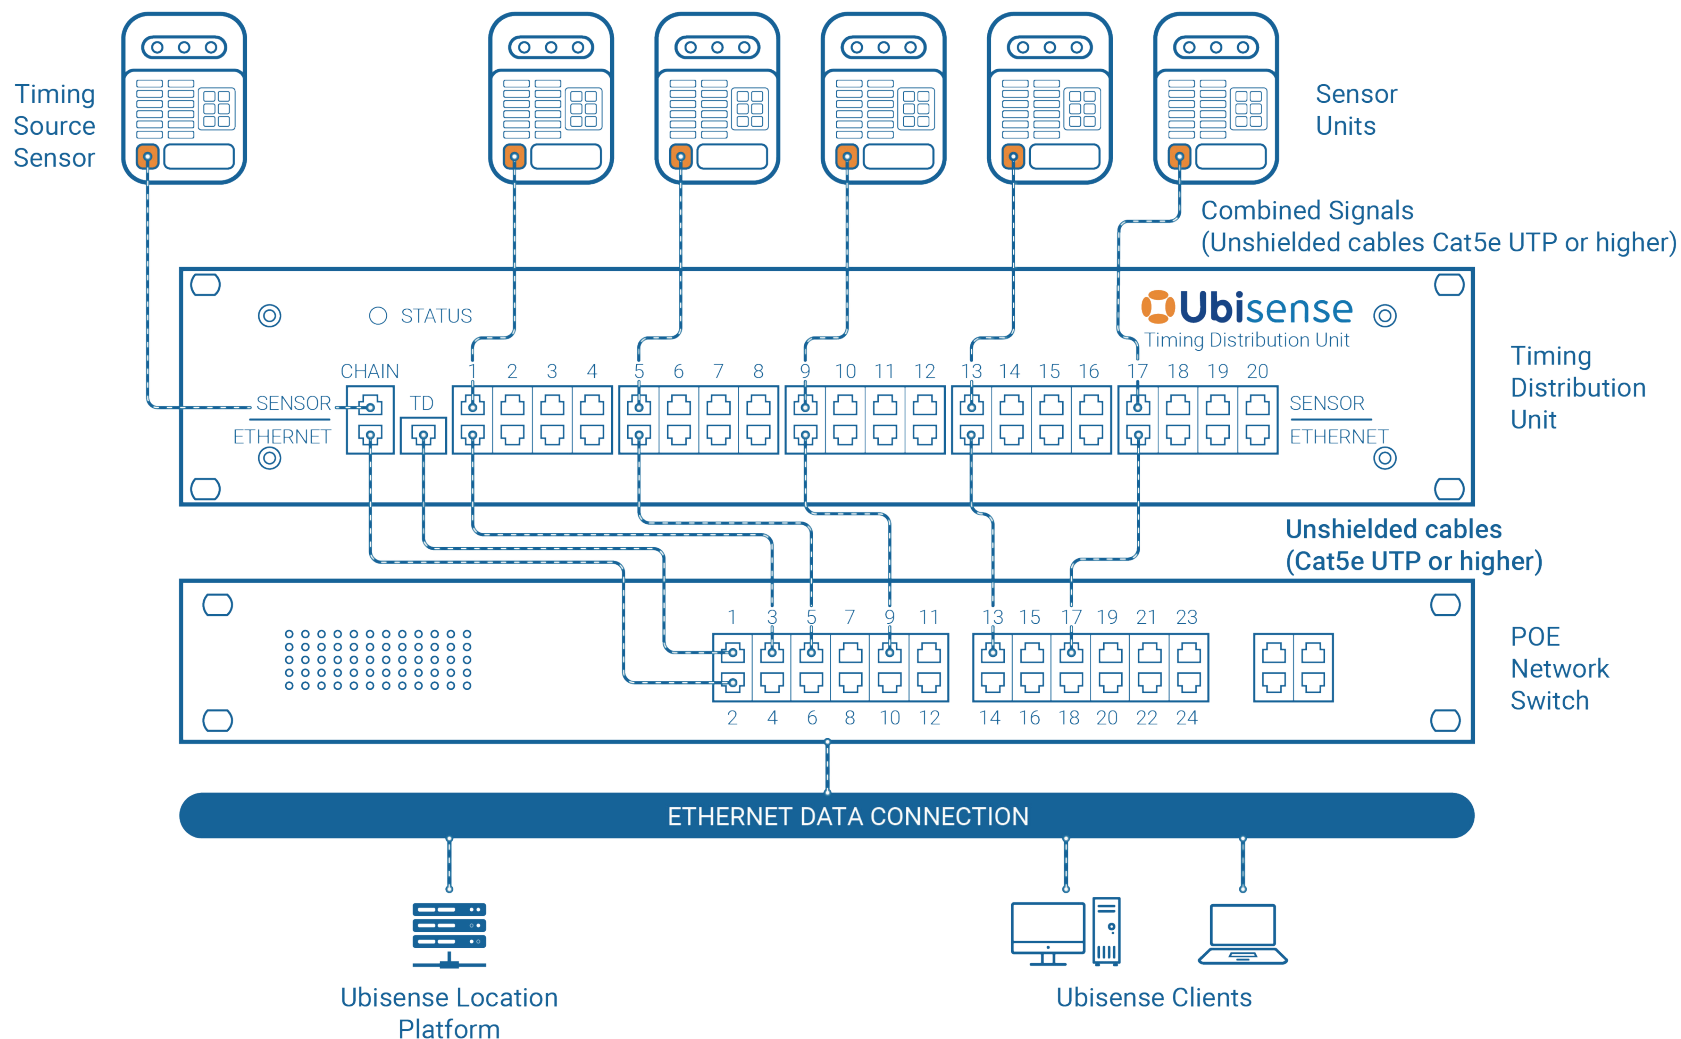 Timing
Source
Sensor
Sensor
Units
Combined Signals
(Unshielded cables Cat5e UTP or higher)
STATUS
Ubisense
Timing Distribution Unit
CHAIN
1 2 3 4 5 6 7 8 9 10 11 12 13 14 15 16 17 18 19 20
SENSOR
TD
SENSOR
ETHERNET
ETHERNET
Timing
Distribution
Unit
Unshielded cables
(Cat5e UTP or higher)
1 3 5 7 9 11 13 15 17 19 21 23
2 4 6 8 10 12 14 16 18 20 22 24
POE
Network
Switch
ETHERNET DATA CONNECTION
Ubisense Location
Platform
Ubisense Clients